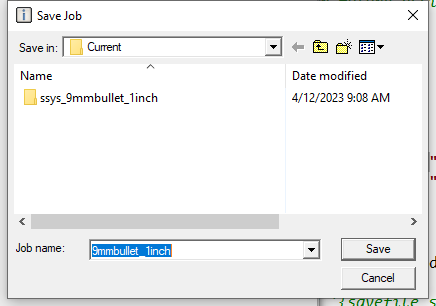 Save Job
Save in: Current
Name Date modified
ssys_9mmbullet_1inch 4/12/2023 9:08 AM
Job name: 9mmbullet_1inch Save
Cancel